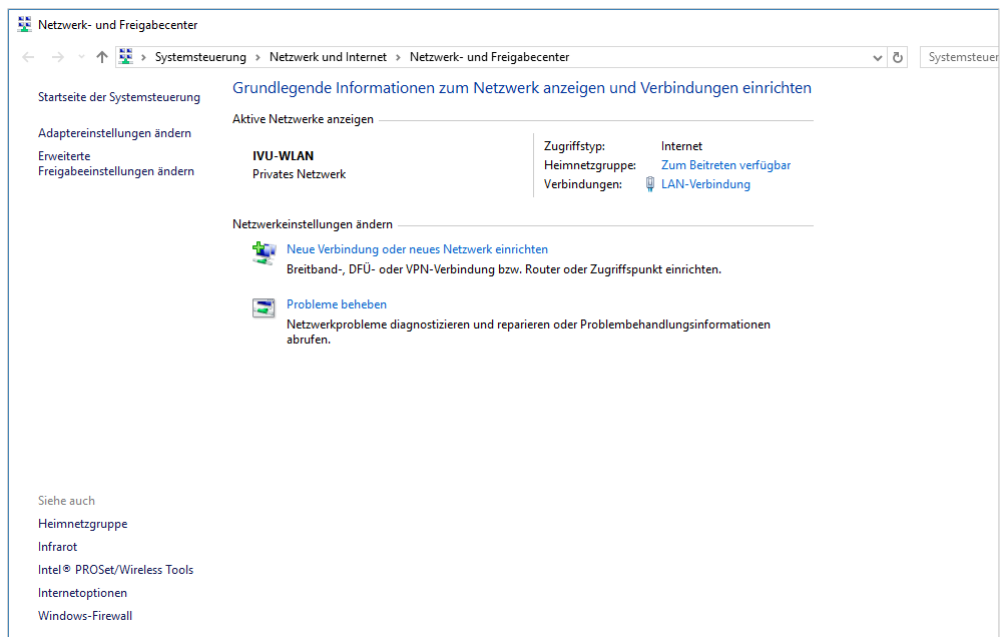 Netzwerk- und Freigabecenter
Systemsteuerung > Netzwerk und Internet > Netzwerk- und Freigabecenter
Systemsteuer
Startseite der Systemsteuerung
Adaptereinstellungen ändern
Erweiterte
Freigabeeinstellungen ändern
Grundlegende Informationen zum Netzwerk anzeigen und Verbindungen einrichten
Aktive Netzwerke anzeigen
IVU-WLAN
Privates Netzwerk
Zugriffstyp: Internet
Heimnetzgruppe: Zum Beitreten verfügbar
Verbindungen: LAN-Verbindung
Netzwerkeinstellungen ändern
Neue Verbindung oder neues Netzwerk einrichten
Breitband-, DFÜ- oder VPN-Verbindung bzw. Router oder Zugriffspunkt einrichten.
Probleme beheben
Netzwerkprobleme diagnostizieren und reparieren oder Problembehandlungsinformationen
abrufen.
Siehe auch
Heimnetzgruppe
Infrarot
Intel® PROSet/Wireless Tools
Internetoptionen
Windows-Firewall